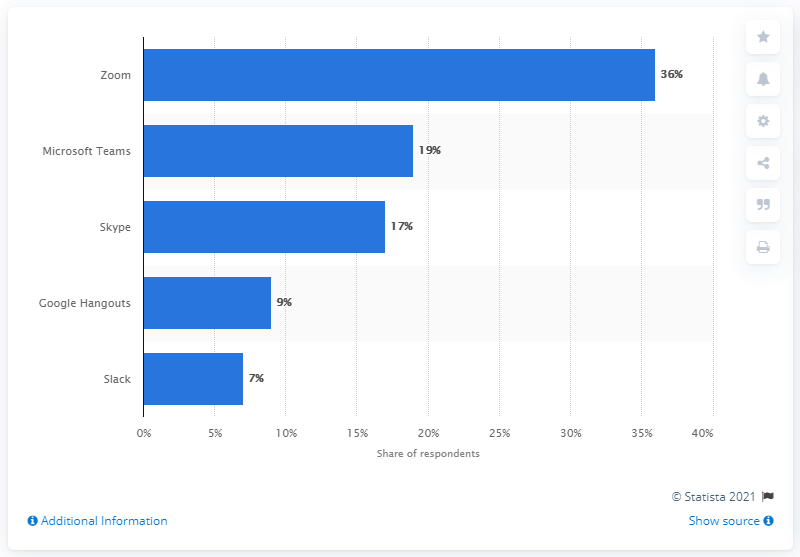 Zoom 36%
Microsoft Teams 19%
Skype 17%
Google Hangouts 9%
Slack 7%
0% 5% 10% 15% 20% 25% 30% 35% 40%
Share of respondents
© Statista 2021
Additional Information Show source